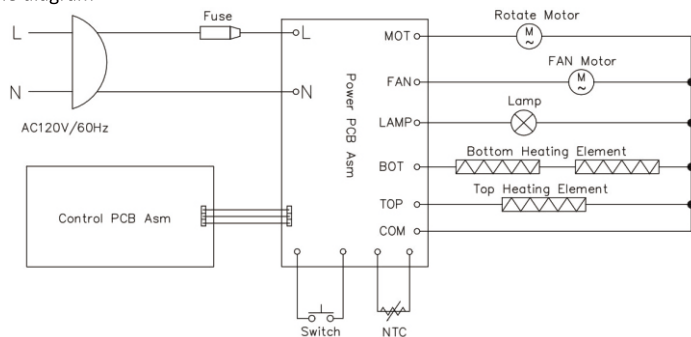 Fuse
L
L
N
N
AC120V/60Hz
Power PCB Asm
Control PCB Asm
MOT
Rotate Motor
M
~
FAN
FAN Motor
M
~
LAMP
Lamp
BOT
Bottom Heating Element
TOP
Top Heating Element
COM
Switch
NTC